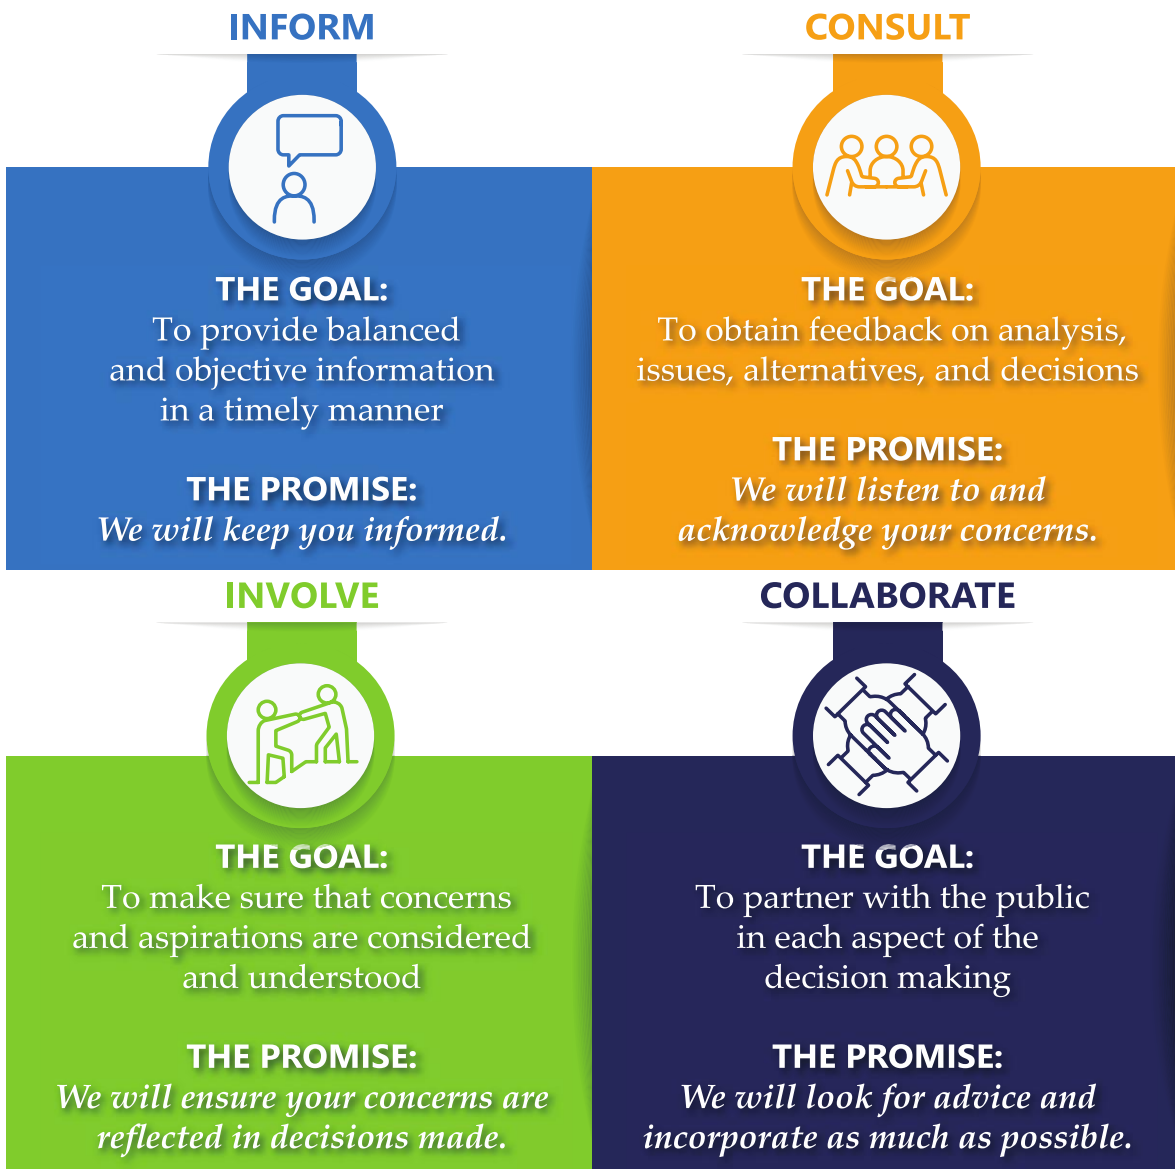 INFORM
THE GOAL:
To provide balanced
and objective information
in a timely manner
THE PROMISE:
We will keep you informed.
CONSULT
THE GOAL:
To obtain feedback on analysis,
issues, alternatives, and decisions
THE PROMISE:
We will listen to and
acknowledge your concerns.
INVOLVE
THE GOAL:
To make sure that concerns
and aspirations are considered
and understood
THE PROMISE:
We will ensure your concerns are
reflected in decisions made.
COLLABORATE
THE GOAL:
To partner with the public
in each aspect of the
decision making
THE PROMISE:
We will look for advice and
incorporate as much as possible.